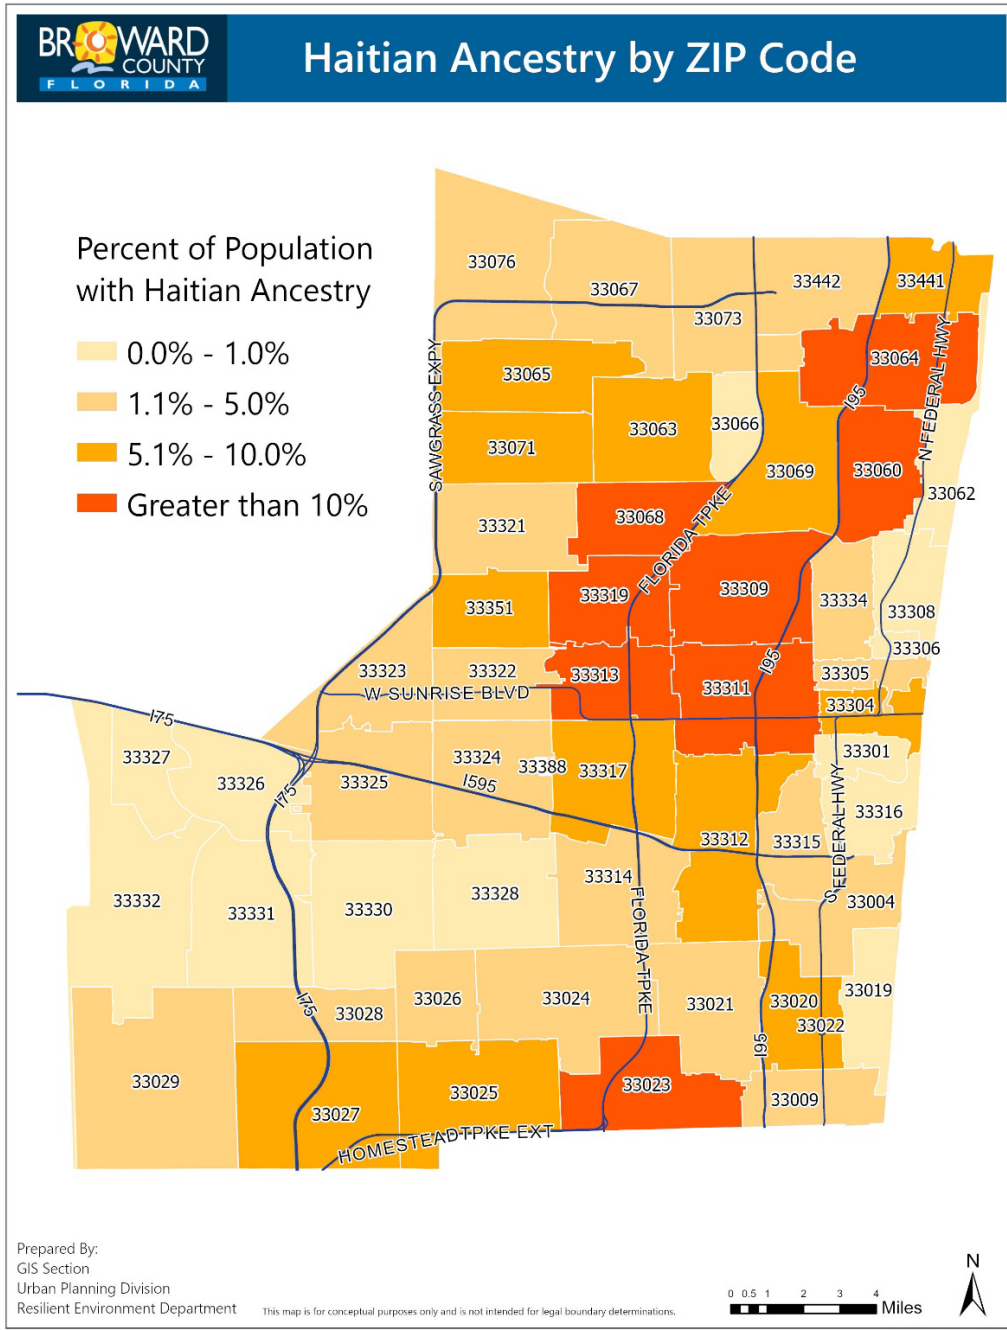 BROWARD
COUNTY
FLORIDA
Haitian Ancestry by ZIP Code
Percent of Population
with Haitian Ancestry
0.0% - 1.0%
1.1% - 5.0%
5.1% - 10.0%
Greater than 10%
33076
33067
33442
33441
33073
33064
33065
SAWGRASS EXPY
N FEDERAL HWY
I95
33063
33066
33071
33069
33060
33062
33068
33321
FLORIDA TPKE
33351
33319
33309
33334
33308
33306
33323
33322
33313
33311
I95
33305
W SUNRISE BLVD
33304
I75
33327
33326
33325
33324
33388
33317
33301
I75
I595
33316
33312
33315
S FEDERAL HWY
33314
33328
33332
33331
33330
33004
FLORIDA TPKE
33026
33024
33021
33020
33019
I75
33028
33022
I95
33029
33027
33025
33023
33009
HOMESTEADTPKE EXT
Prepared By:
GIS Section
Urban Planning Division
Resilient Environment Department
This map is for conceptual purposes only and is not intended for legal boundary determinations.
0 0.5 1 2 3 4
Miles
N